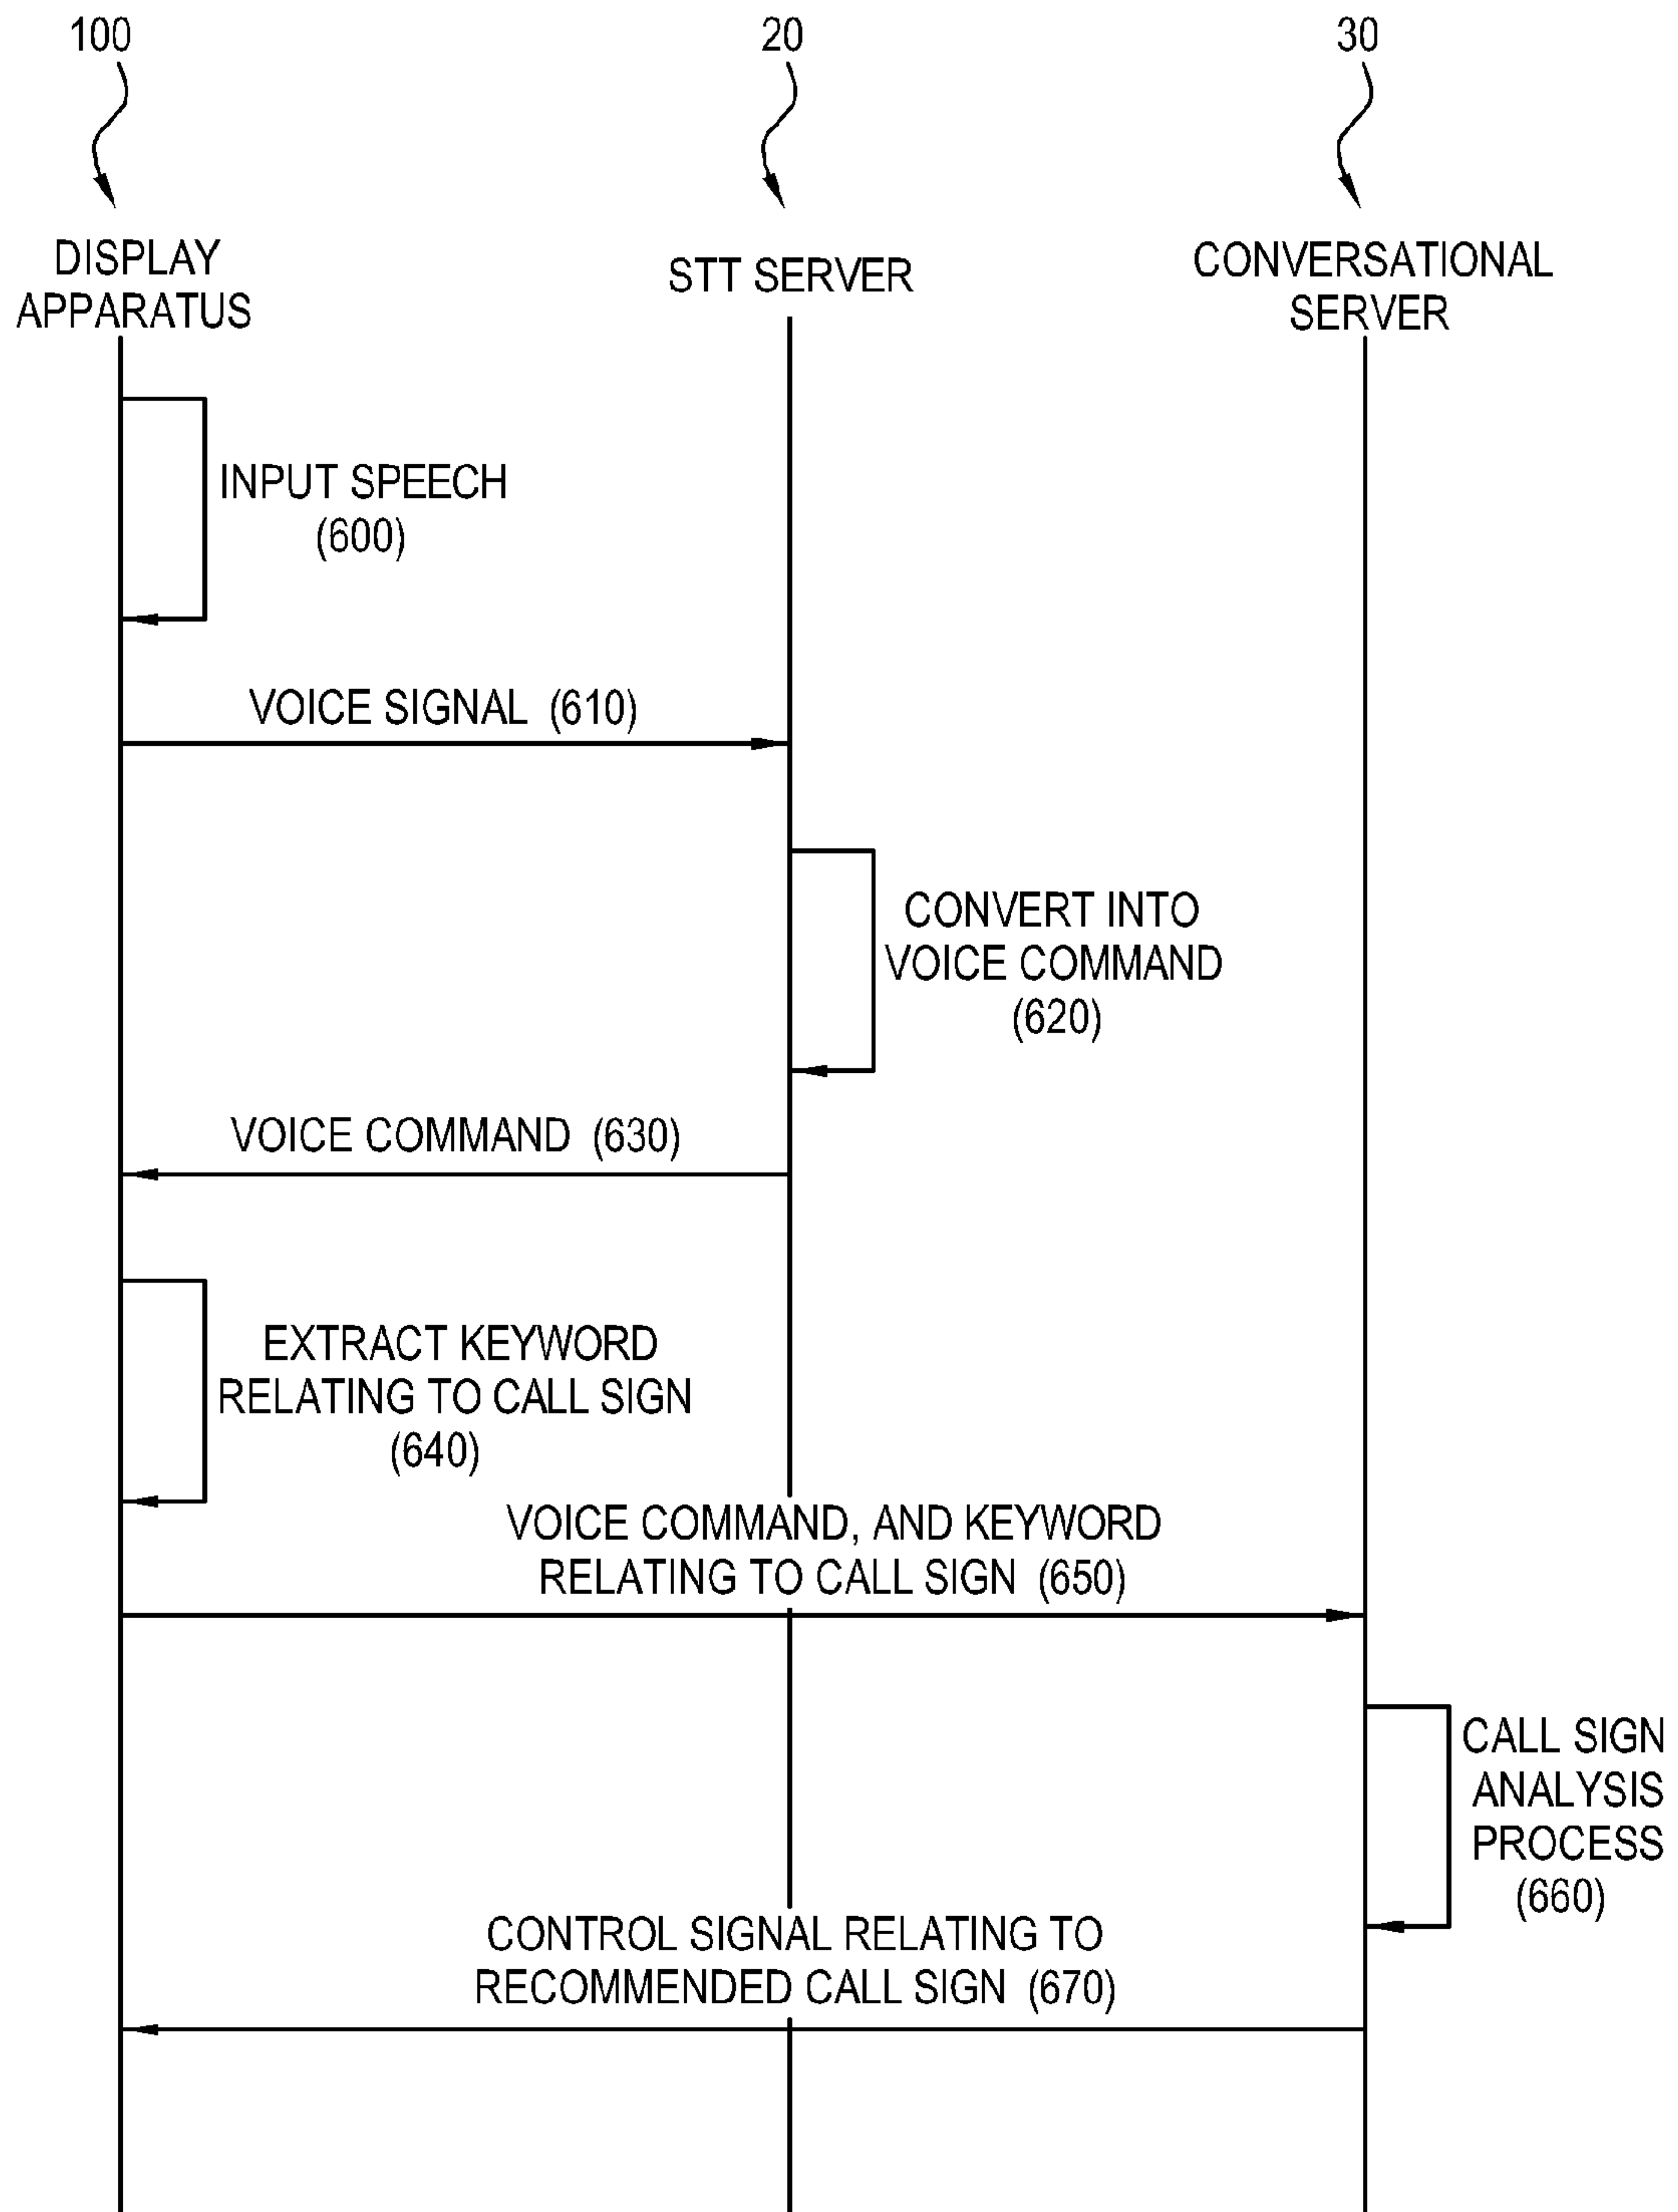 100
20
30
DISPLAY
APPARATUS
STT SERVER
CONVERSATIONAL
SERVER
INPUT SPEECH
(600)
VOICE SIGNAL (610)
CONVERT INTO
VOICE COMMAND
(620)
VOICE COMMAND (630)
EXTRACT KEYWORD
RELATING TO CALL SIGN
(640)
VOICE COMMAND, AND KEYWORD
RELATING TO CALL SIGN (650)
CALL SIGN
ANALYSIS
PROCESS
(660)
CONTROL SIGNAL RELATING TO
RECOMMENDED CALL SIGN (670)